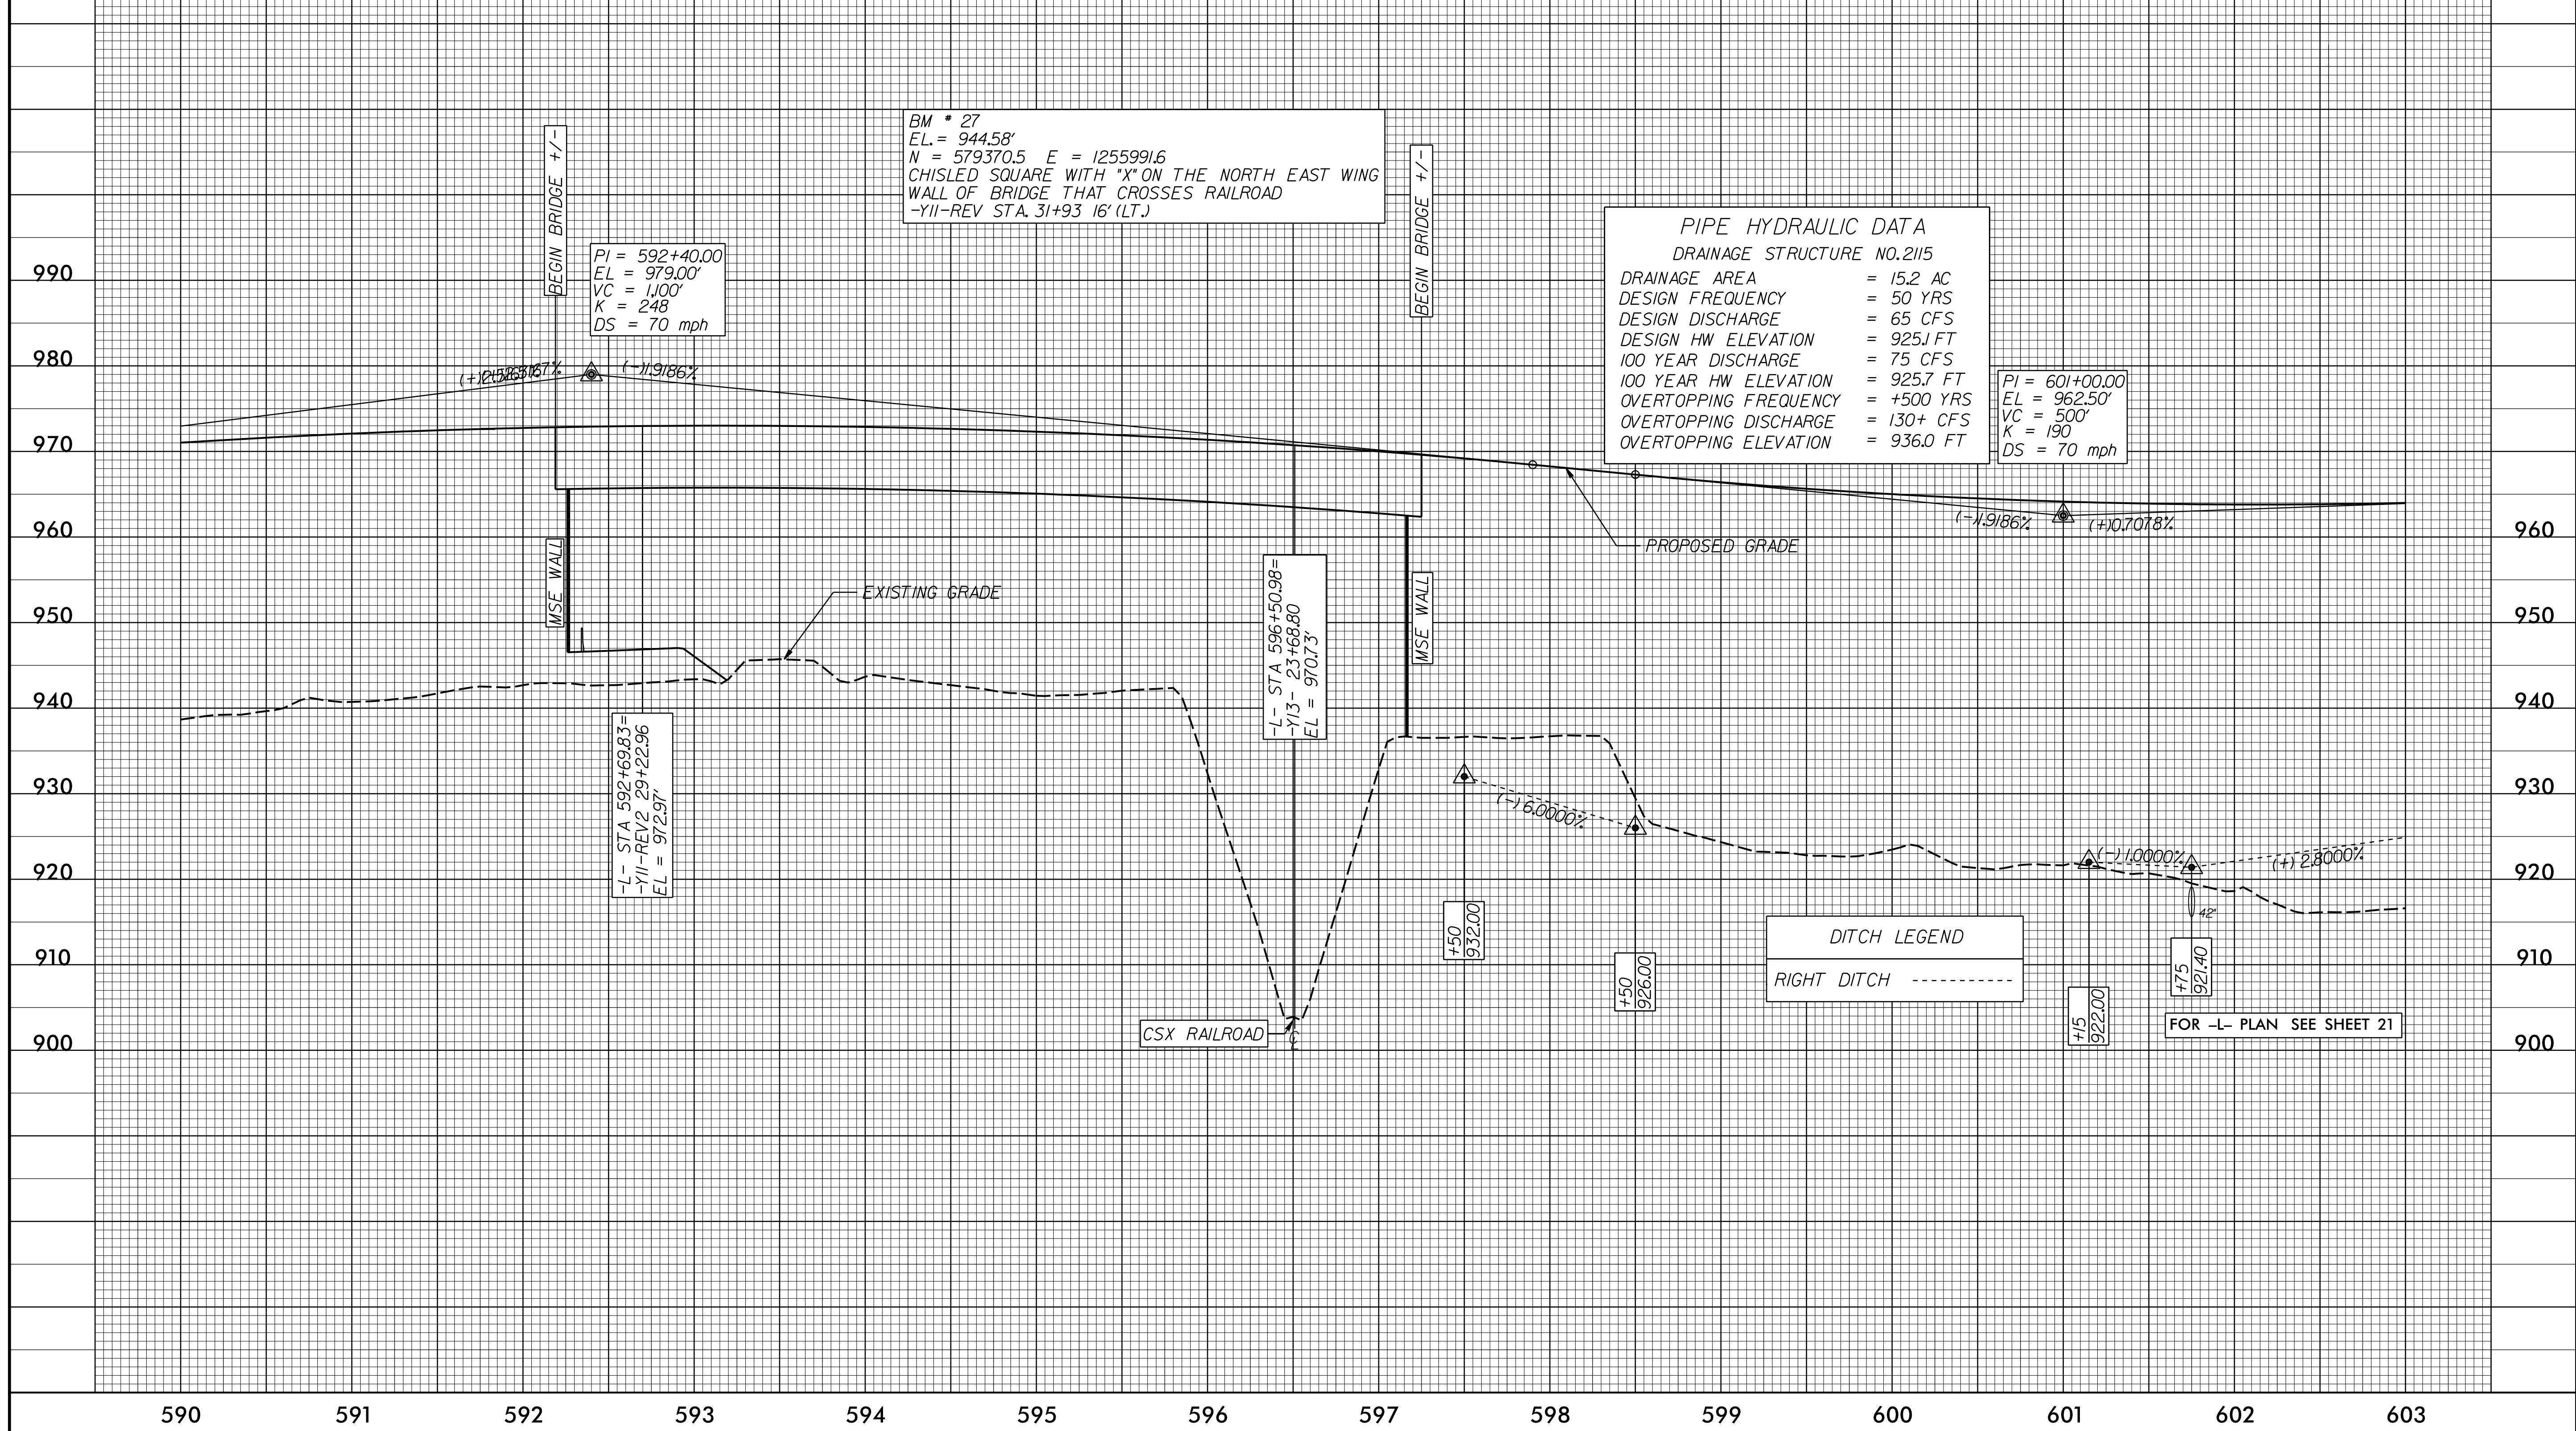 BM * 27
EL.= 944.58'
N = 579370.5 E = 1255991.6
CHISLED SQUARE WITH "X" ON THE NORTH EAST WING
WALL OF BRIDGE THAT CROSSES RAILROAD
-Y11-REV STA. 31+93 16' (LT.)
BEGIN BRIDGE +/-
BEGIN BRIDGE +/-
PI = 592+40.00
EL = 979.00'
VC = 1,100'
K = 248
DS = 70 mph
PIPE HYDRAULIC DATA
DRAINAGE STRUCTURE NO. 2115
DRAINAGE AREA = 15.2 AC
DESIGN FREQUENCY = 50 YRS
DESIGN DISCHARGE = 65 CFS
DESIGN HW ELEVATION = 925.1 FT
100 YEAR DISCHARGE = 75 CFS
100 YEAR HW ELEVATION = 925.7 FT
OVERTOPPING FREQUENCY = +500 YRS
OVERTOPPING DISCHARGE = 130+ CFS
OVERTOPPING ELEVATION = 936.0 FT
PI = 601+00.00
EL = 962.50'
VC = 500'
K = 190
DS = 70 mph
(-)1.9186%
(-)1.9186%
(+)0.7078%
PROPOSED GRADE
EXISTING GRADE
MSE WALL
MSE WALL
-L- STA 592+69.83=
-Y11-REV2 29+22.96
EL = 972.97'
-L- STA 596+50.98=
-Y13- 23+68.80
EL = 970.73'
(-) 6.0000%
(-) 1.0000%
(+) 2.8000%
+50
932.00
+50
926.00
+15
922.00
+75
921.40
42"
DITCH LEGEND
RIGHT DITCH
CSX RAILROAD
CL
FOR -L- PLAN SEE SHEET 21
990
980
970
960
950
940
930
920
910
900
960
950
940
930
920
910
900
590 591 592 593 594 595 596 597 598 599 600 601 602 603